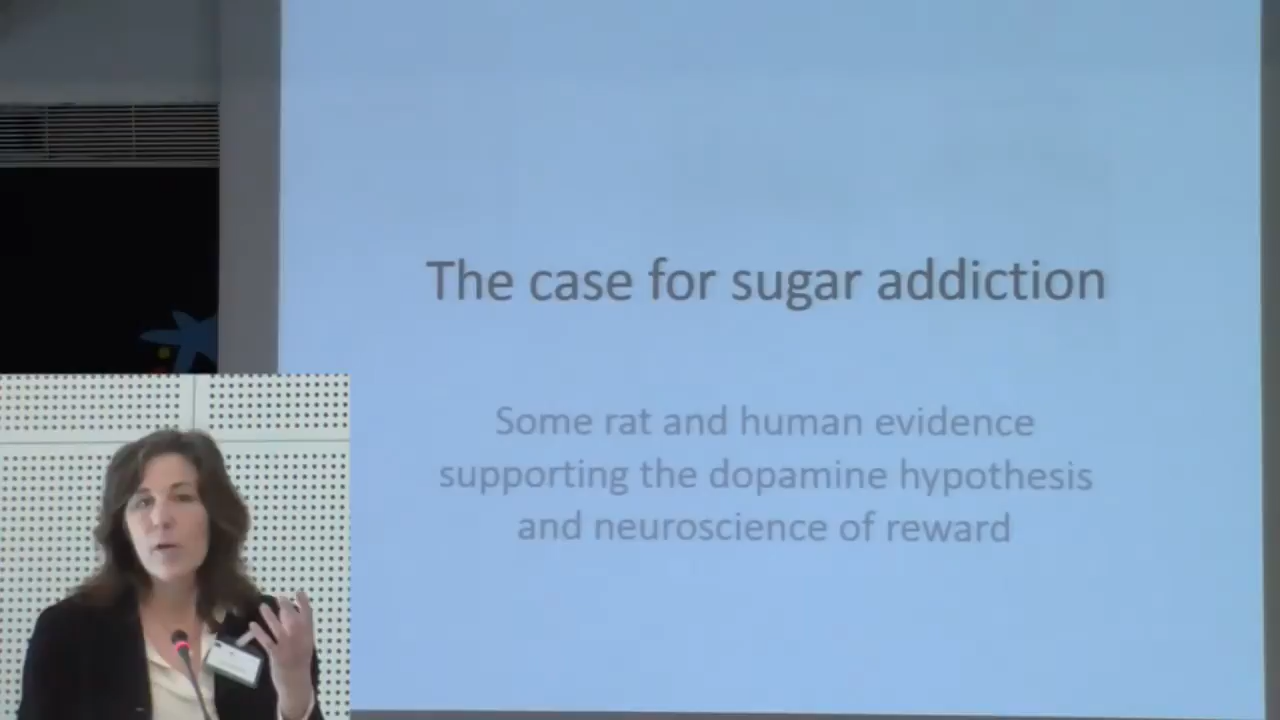 The case for sugar addiction
Some rat and human evidence
supporting the dopamine hypothesis
and neuroscience of reward